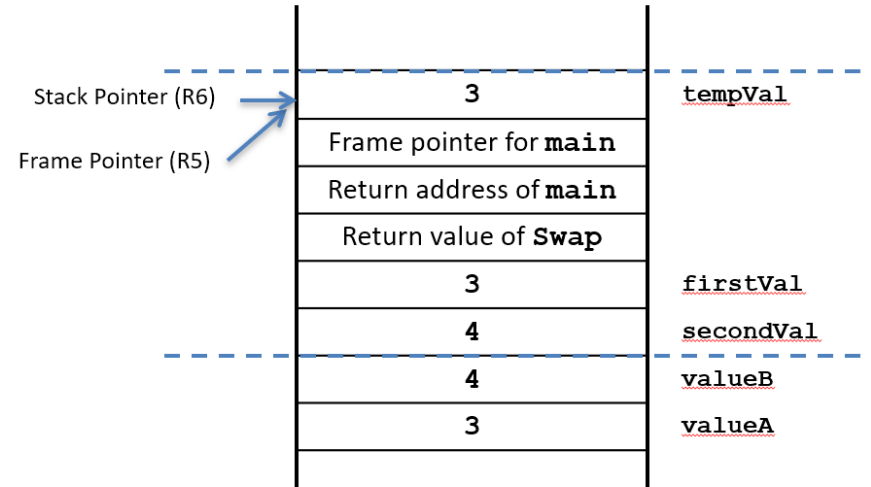 Stack Pointer (R6)
3
tempVal
Frame pointer for main
Frame Pointer (R5)
Return address of main
Return value of Swap
3
firstVal
4
secondVal
4
valueB
3
valueA